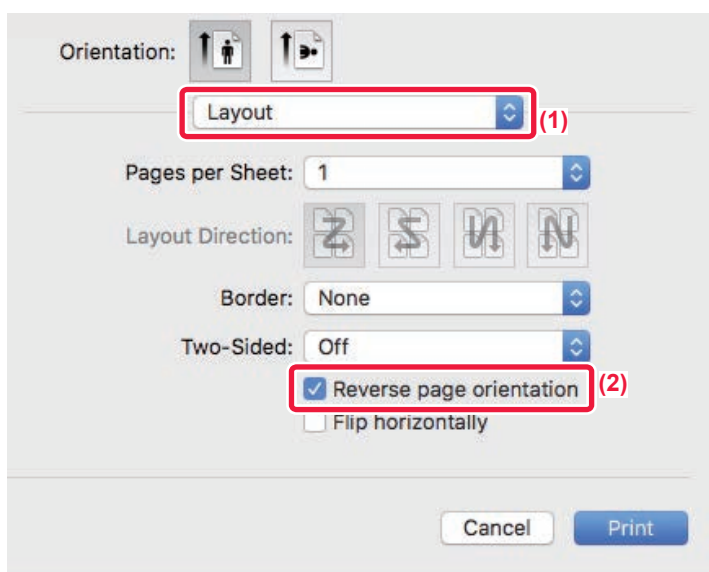 Orientation:
Layout
(1)
Pages per Sheet: 1
Layout Direction:
Border: None
Two-Sided: Off
Reverse page orientation
(2)
Flip horizontally
Cancel Print